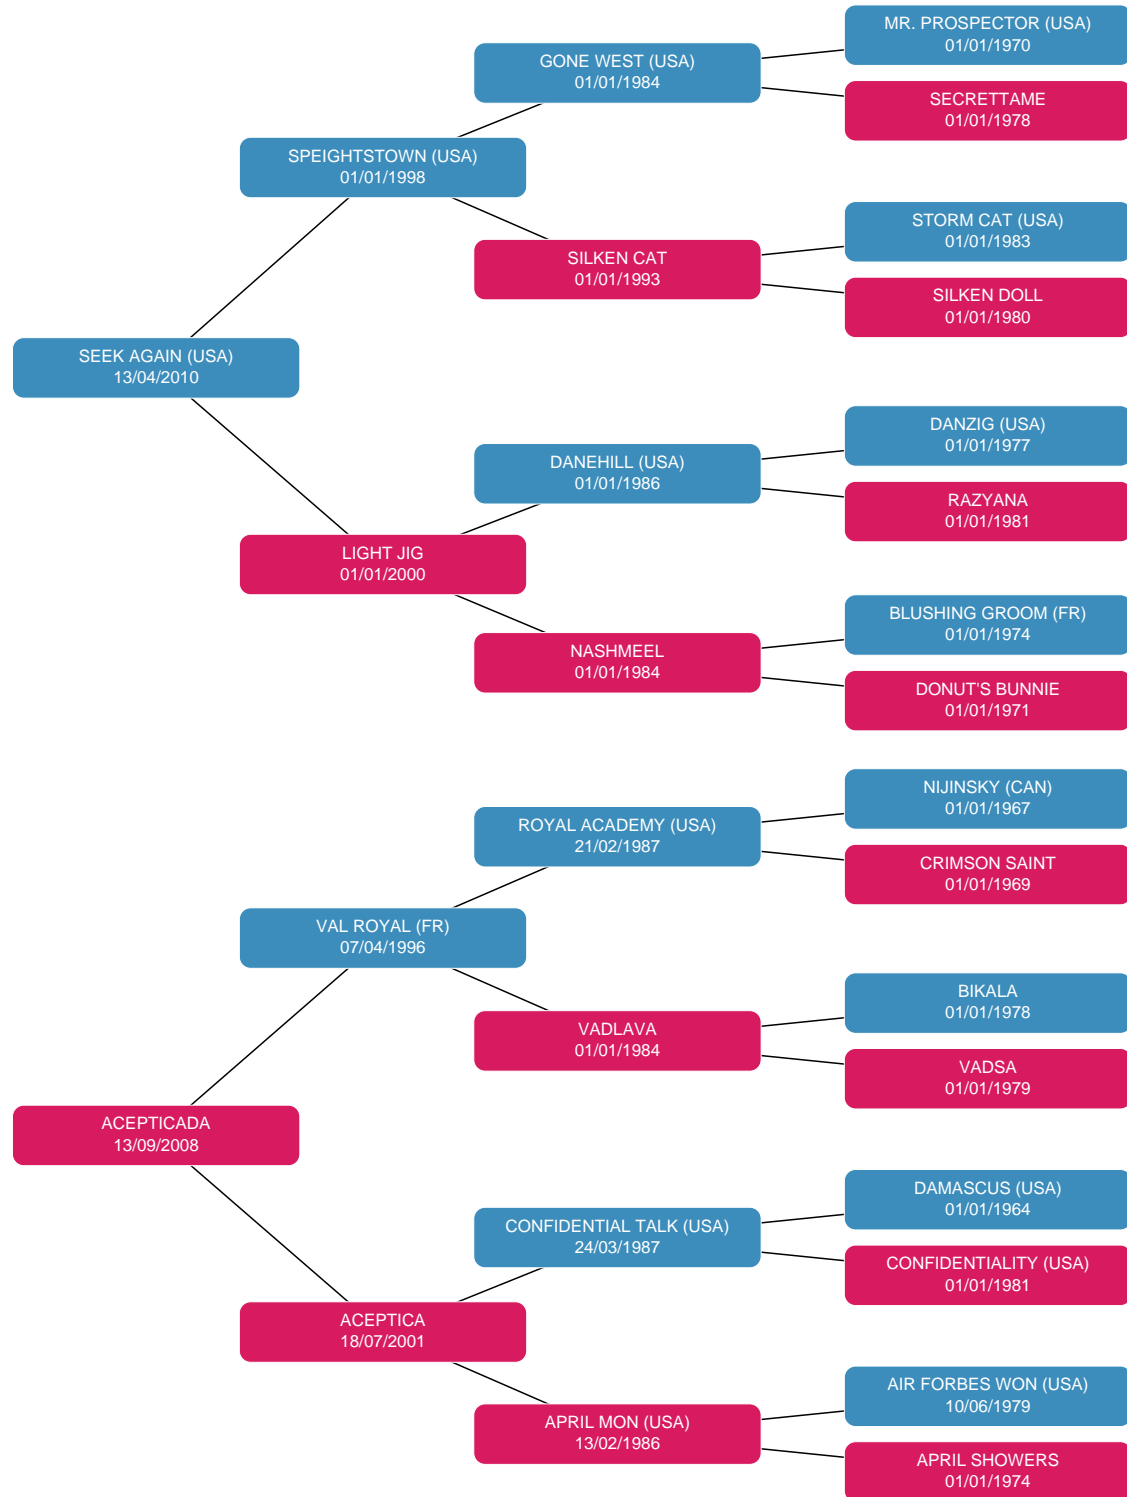 MR. PROSPECTOR (USA)
01/01/1970
GONE WEST (USA)
01/01/1984
SECRETTAME
01/01/1978
SPEIGHTSTOWN (USA)
01/01/1998
STORM CAT (USA)
01/01/1983
SILKEN CAT
01/01/1993
SILKEN DOLL
01/01/1980
SEEK AGAIN (USA)
13/04/2010
DANZIG (USA)
01/01/1977
DANEHILL (USA)
01/01/1986
RAZYANA
01/01/1981
LIGHT JIG
01/01/2000
BLUSHING GROOM (FR)
01/01/1974
NASHMEEL
01/01/1984
DONUT'S BUNNIE
01/01/1971
NIJINSKY (CAN)
01/01/1967
ROYAL ACADEMY (USA)
21/02/1987
CRIMSON SAINT
01/01/1969
VAL ROYAL (FR)
07/04/1996
BIKALA
01/01/1978
VADLAVA
01/01/1984
VADSA
01/01/1979
ACEPTICADA
13/09/2008
DAMASCUS (USA)
01/01/1964
CONFIDENTIAL TALK (USA)
24/03/1987
CONFIDENTIALITY (USA)
01/01/1981
ACEPTICA
18/07/2001
AIR FORBES WON (USA)
10/06/1979
APRIL MON (USA)
13/02/1986
APRIL SHOWERS
01/01/1974